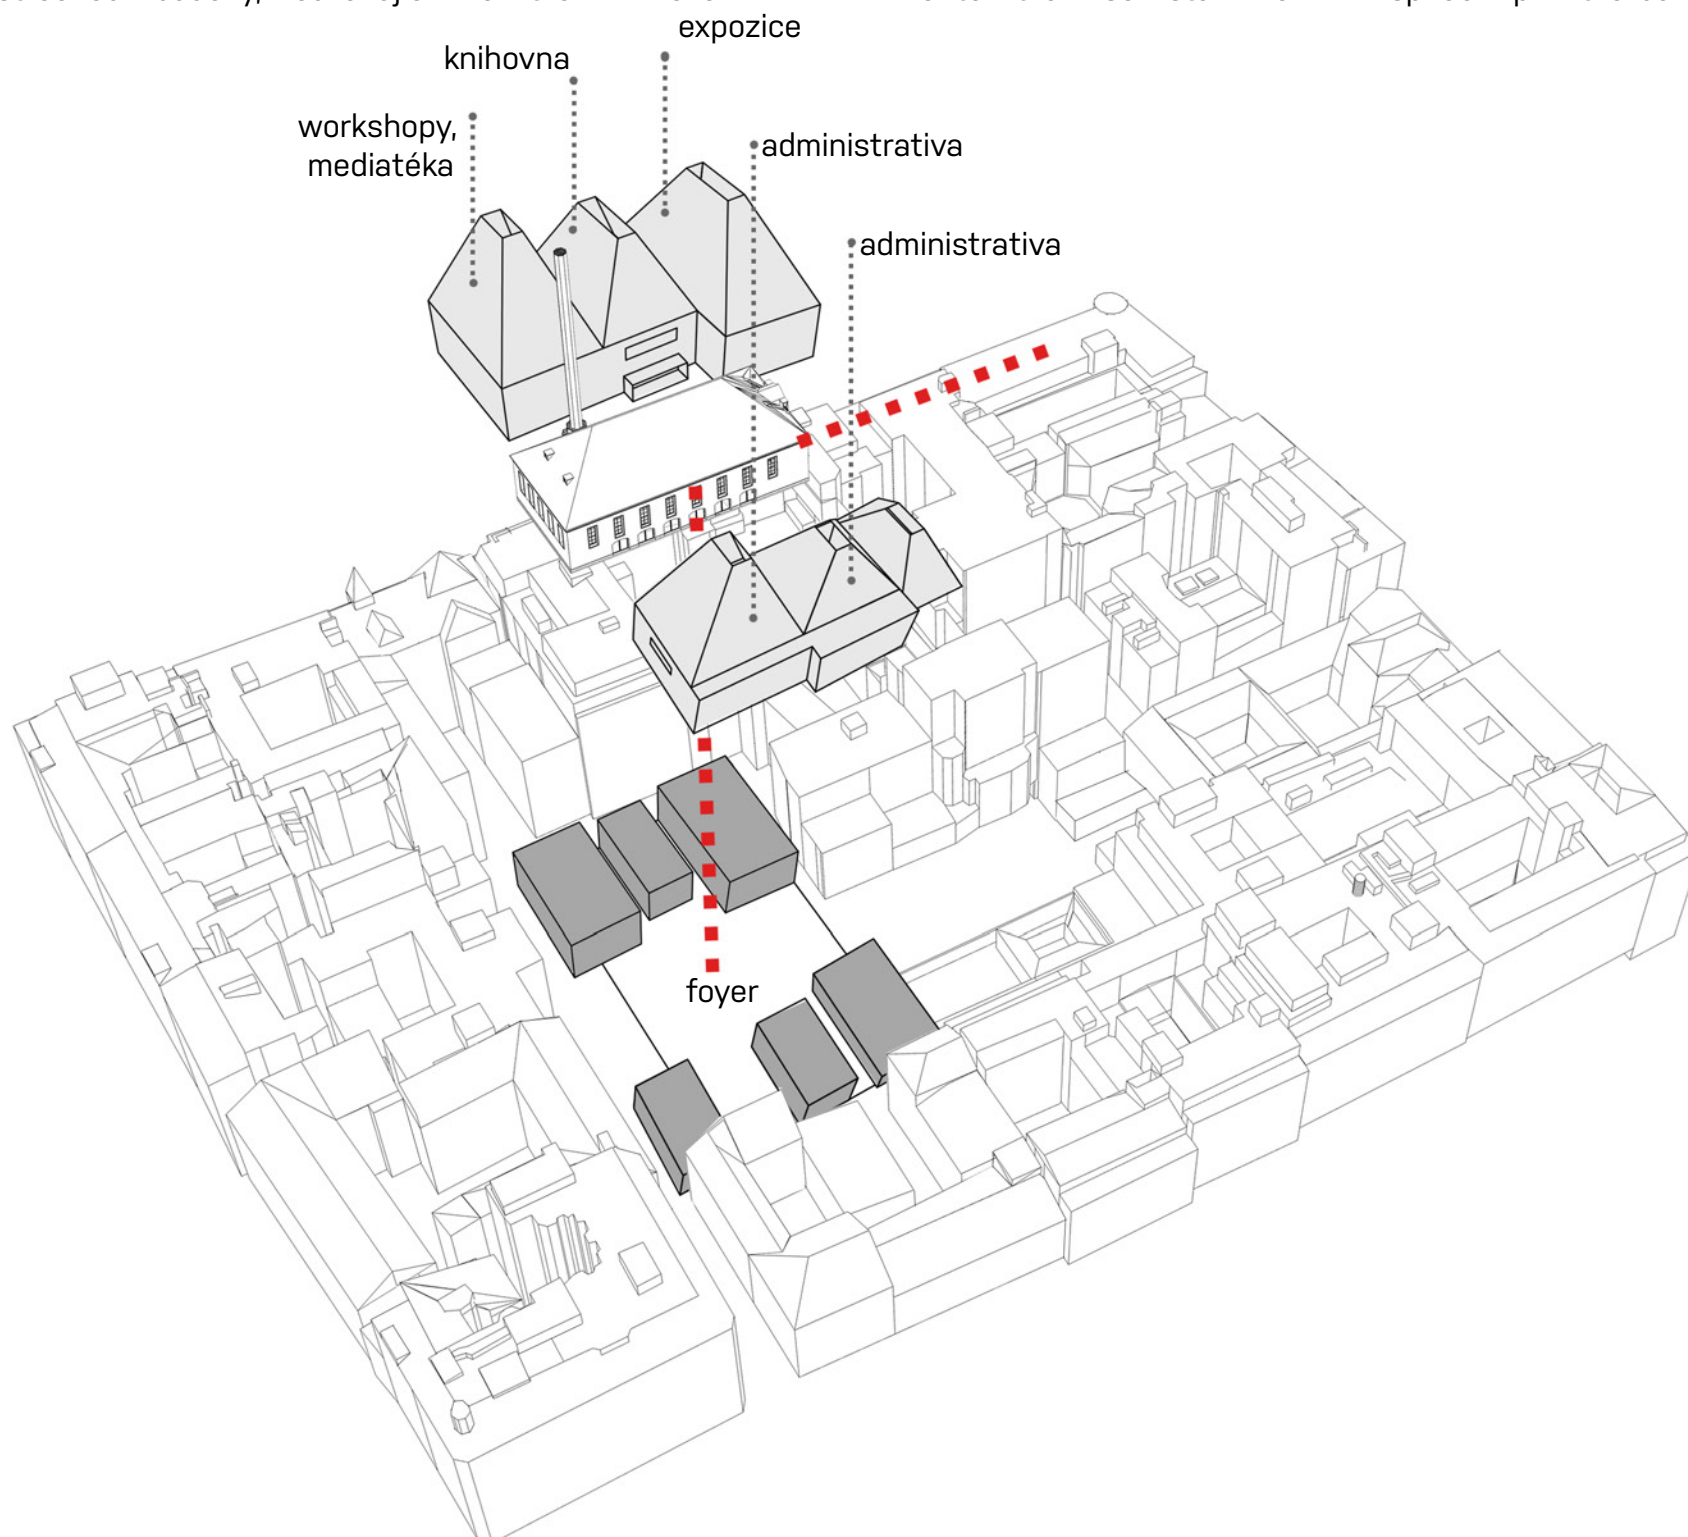 expozice
knihovna
workshopy,
mediatéka
administrativa
administrativa
foyer